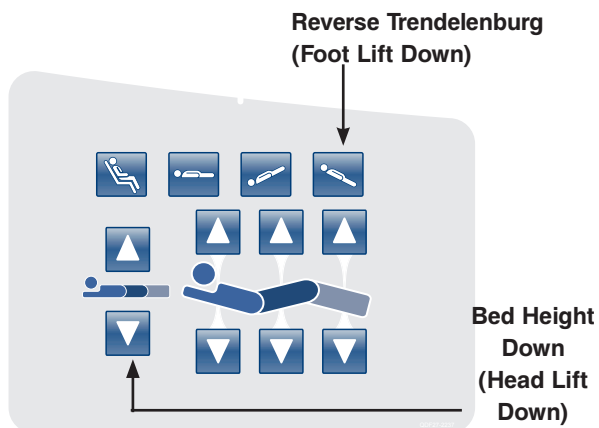 Reverse Trendelenburg
(Foot Lift Down)
Bed Height
Down
(Head Lift
Down)